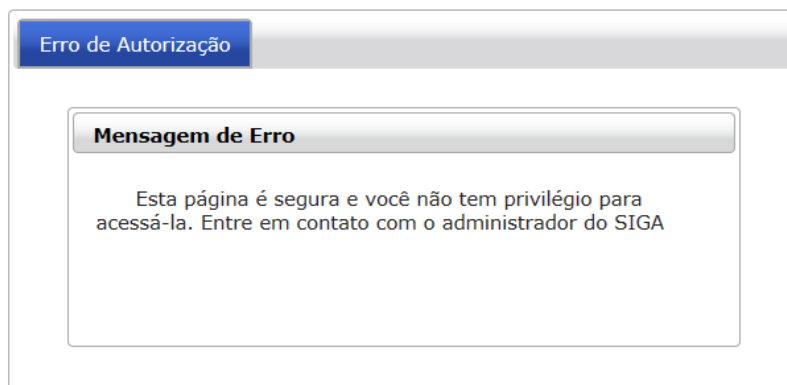 Erro de Autorização
Mensagem de Erro
Esta página é segura e você não tem privilégio para
acessá-la. Entre em contato com o administrador do SIGA